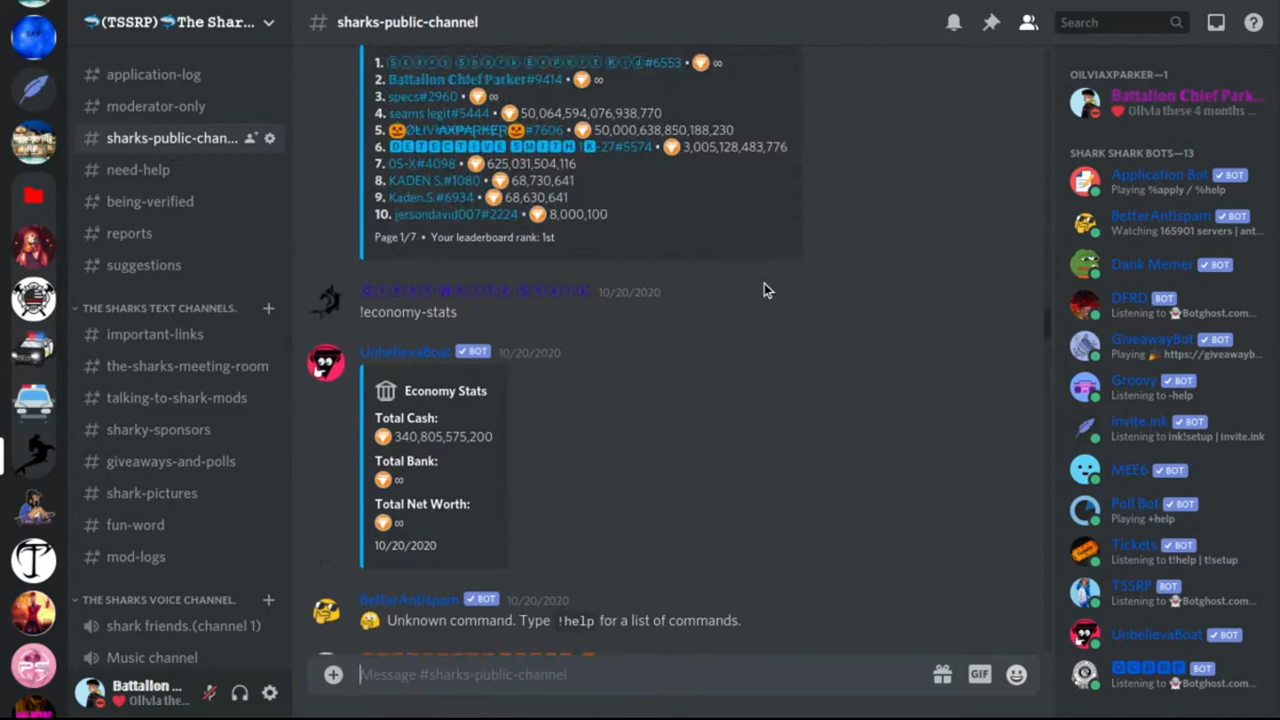 🦈(TSSRP)🦈The Shar...
application-log
moderator-only
sharks-public-chan...
need-help
being-verified
reports
suggestions
THE SHARKS TEXT CHANNELS.
important-links
the-sharks-meeting-room
talking-to-shark-mods
sharky-sponsors
giveaways-and-polls
shark-pictures
fun-word
mod-logs
THE SHARKS VOICE CHANNEL.
shark friends.(channel 1)
Music channel
Battalion ...
❤️ Olivia the...
# sharks-public-channel
Search
1. Ⓢⓒⓐⓡⓨ Ⓢⓗⓐⓡⓚ Ⓔⓧⓟⓔⓡⓣ Ⓚⓘⓓ#6553 • ∞
2. Battalion Chief Parker#9414 • ∞
3. specs#2960 • ∞
4. seams legit#5444 • 50,064,594,076,938,770
5. 🎃OLIVIAXPARKER🎃#7606 • 50,000,638,850,188,230
6. 🅳🅴🆃🅴🅲🆃🅸🆅🅴 🆂🅼🅸🆃🅷 🅺-27#5574 • 3,005,128,483,776
7. 05-X#4098 • 625,031,504,116
8. KADEN S.#1080 • 68,730,641
9. Kaden.S.#6934 • 68,630,641
10. jersondavid007#2224 • 8,000,100
Page 1/7 • Your leaderboard rank: 1st
Ⓖⓡⓔⓐⓣ Ⓦⓗⓘⓣⓔ Ⓢⓗⓐⓡⓚ 10/20/2020
!economy-stats
UnbelievaBoat BOT 10/20/2020
Economy Stats
Total Cash:
340,805,575,200
Total Bank:
∞
Total Net Worth:
∞
10/20/2020
BetterAntispam BOT 10/20/2020
Unknown command. Type !help for a list of commands.
Message #sharks-public-channel
GIF
OILVIAXPARKER—1
Battalion Chief Park...
Olivia these ❤️ 4 months ...
SHARK SHARK BOTS—13
Application Bot BOT
Playing %apply / %help
BetterAntispam BOT
Watching 165901 servers | ant...
Dank Memer BOT
DFRD BOT
Listening to 👻Botghost.com...
GiveawayBot BOT
Playing 🎉 https://giveawayb...
Groovy BOT
Listening to -help
invite.ink BOT
Listening to ink!setup | invite.ink
MEE6 BOT
Poll Bot BOT
Playing +help
Tickets BOT
Listening to t!help | t!setup
TSSRP BOT
Listening to 👻Botghost.com...
UnbelievaBoat BOT
BOT
Listening to 👻Botghost.com...